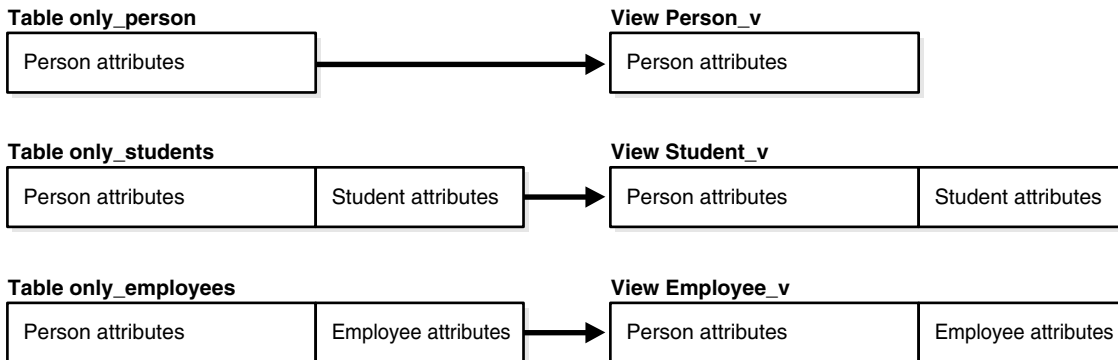 Table only_person View Person_v
Person attributes Person attributes
Table only_students View Student_v
Person attributes Student attributes Person attributes Student attributes
Table only_employees View Employee_v
Person attributes Employee attributes Person attributes Employee attributes